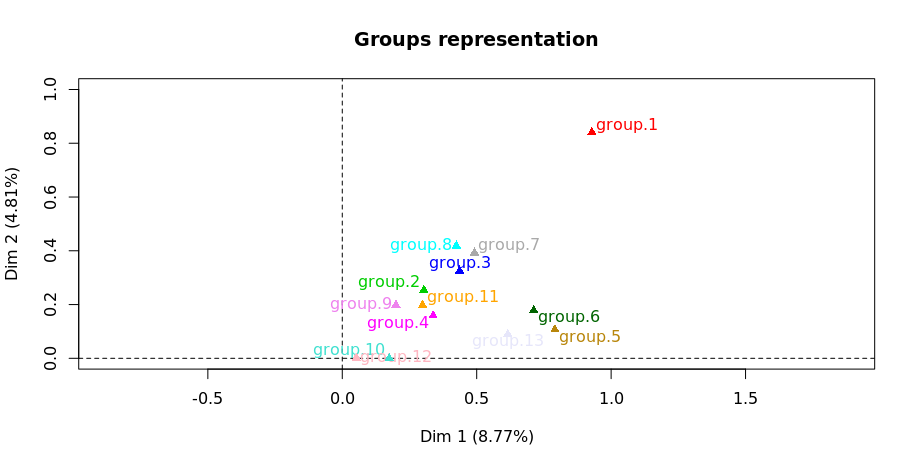 Groups representation
1.0
0.8
0.6
0.4
0.2
0.0
Dim 2 (4.81%)
group.1
group.8
group.7
group.3
group.2
group.11
group.9
group.4
group.6
group.5
group.13
group.10
group.12
-0.5
0.0
0.5
1.0
1.5
Dim 1 (8.77%)